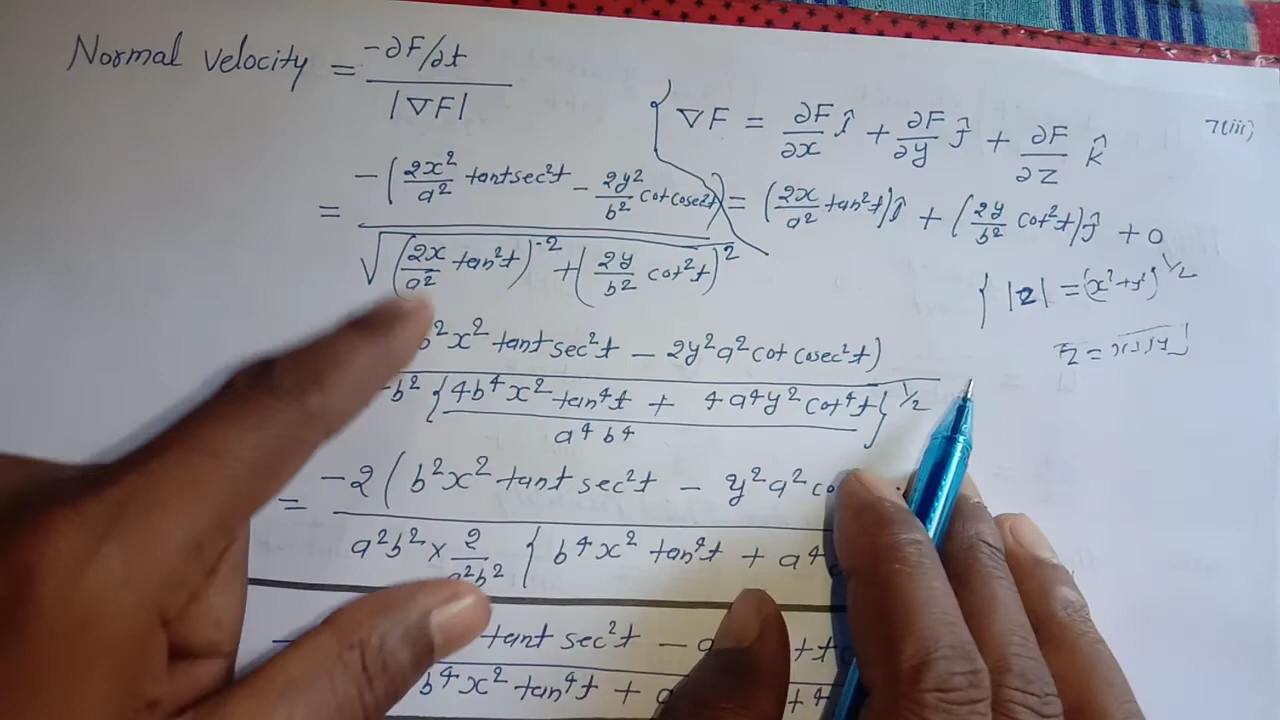 Normal velocity = -∂F/∂t / |∇F|
∇F = ∂F/∂x î + ∂F/∂y ĵ + ∂F/∂z k̂
7(iii)
= -(2x²/a² tant sec²t - 2y²/b² cot cosec²t) / √((2x/a² tan²t)⁻² + (2y/b² cot²t)²)
= (2x/a² tan²t)î + (2y/b² cot²t)ĵ + 0
{ |z| = (x²+y²)^1/2
b²x² tant sec²t - 2y²a² cot cosec²t)
b² { 4b⁴x² tan⁴t + 4a⁴y² cot⁴t / a⁴b⁴ }^1/2
= -2(b²x² tant sec²t - y²a² co
a²b² × 2/a²b² { b⁴x² tan⁴t + a⁴
tant sec²t - a
b⁴x² tan⁴t +